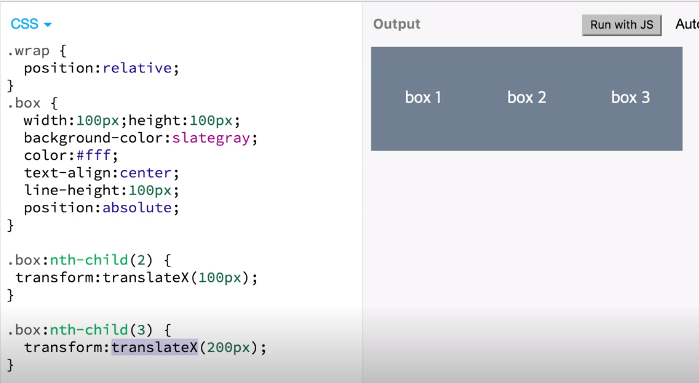 CSS
Output
Run with JS
Auto
.wrap {
position:relative;
}
.box {
width:100px;height:100px;
background-color:slategray;
color:#fff;
text-align:center;
line-height:100px;
position:absolute;
}
.box:nth-child(2) {
transform:translateX(100px);
}
.box:nth-child(3) {
transform:translateX(200px);
}
box 1
box 2
box 3